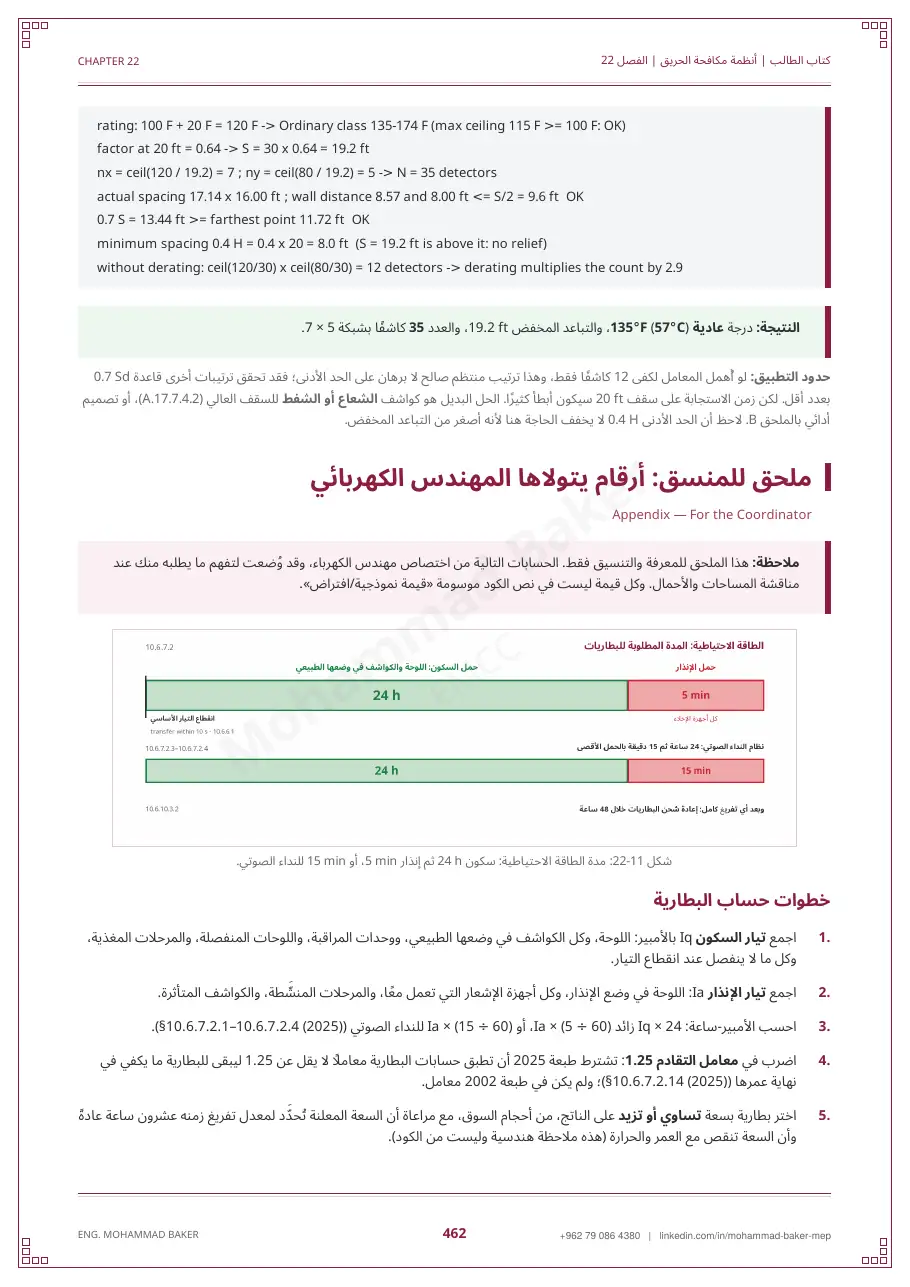 كتاب الطالب | أنظمة مكافحة الحريق | الفصل 22
CHAPTER 22
rating: 100 F + 20 F = 120 F -> Ordinary class 135-174 F (max ceiling 115 F >= 100 F: OK)
factor at 20 ft = 0.64 -> S = 30 x 0.64 = 19.2 ft
nx = ceil(120 / 19.2) = 7 ; ny = ceil(80 / 19.2) = 5 -> N = 35 detectors
actual spacing 17.14 x 16.00 ft ; wall distance 8.57 and 8.00 ft <= S/2 = 9.6 ft OK
0.7 S = 13.44 ft >= farthest point 11.72 ft OK
minimum spacing 0.4 H = 0.4 x 20 = 8.0 ft (S = 19.2 ft is above it: no relief)
without derating: ceil(120/30) x ceil(80/30) = 12 detectors -> derating multiplies the count by 2.9
النتيجة: درجة عادية 135°F (57°C)، والتباعد المخفض 19.2 ft، والعدد 35 كاشفًا بشبكة 5 × 7.
حدود التطبيق: لو أُهمل المعامل لكفى 12 كاشفًا فقط، وهذا ترتيب منتظم صالح لا برهان على الحد الأدنى؛ فقد تحقق ترتيبات أخرى قاعدة 0.7 Sd
بعدد أقل. لكن زمن الاستجابة على سقف 20 ft سيكون أبطأ كثيرًا. الحل البديل هو كواشف الشعاع أو الشفط للسقف العالي (A.17.7.4.2)، أو تصميم
أدائي بالملحق B. لاحظ أن الحد الأدنى 0.4 H لا يخفف الحاجة هنا لأنه أصغر من التباعد المخفض.
ملحق للمنسق: أرقام يتولاها المهندس الكهربائي
Appendix — For the Coordinator
ملاحظة: هذا الملحق للمعرفة والتنسيق فقط. الحسابات التالية من اختصاص مهندس الكهرباء، وقد وُضعت لتفهم ما يطلبه منك عند
مناقشة المساحات والأحمال. وكل قيمة ليست في نص الكود موسومة «قيمة نموذجية/افتراض».
الطاقة الاحتياطية: المدة المطلوبة للبطاريات
10.6.7.2
حمل الإنذار
حمل السكون: اللوحة والكواشف في وضعها الطبيعي
5 min
24 h
كل أجهزة الإخلاء
انقطاع التيار الأساسي
transfer within 10 s · 10.6.6.1
نظام النداء الصوتي: 24 ساعة ثم 15 دقيقة بالحمل الأقصى
10.6.7.2.3–10.6.7.2.4
15 min
24 h
وبعد أي تفريغ كامل: إعادة شحن البطاريات خلال 48 ساعة
10.6.10.3.2
شكل 11-22: مدة الطاقة الاحتياطية: سكون 24 h ثم إنذار 5 min، أو 15 min للنداء الصوتي.
خطوات حساب البطارية
1. اجمع تيار السكون Iq بالأمبير: اللوحة، وكل الكواشف في وضعها الطبيعي، ووحدات المراقبة، واللوحات المنفصلة، والمرحلات المغذية،
وكل ما لا ينفصل عند انقطاع التيار.
2. اجمع تيار الإنذار Ia: اللوحة في وضع الإنذار، وكل أجهزة الإشعار التي تعمل معًا، والمرحلات المنشَّطة، والكواشف المتأثرة.
3. احسب الأمبير-ساعة: Iq × 24 زائد Ia × (5 ÷ 60)، أو Ia × (15 ÷ 60) للنداء الصوتي (§10.6.7.2.1–10.6.7.2.4 (2025)).
4. اضرب في معامل التقادم 1.25: تشترط طبعة 2025 أن تطبق حسابات البطارية معاملًا لا يقل عن 1.25 ليبقى للبطارية ما يكفي في
نهاية عمرها (§10.6.7.2.14 (2025))؛ ولم يكن في طبعة 2002 معامل.
5. اختر بطارية بسعة تساوي أو تزيد على الناتج، من أحجام السوق، مع مراعاة أن السعة المعلنة تُحدَّد لمعدل تفريغ زمنه عشرون ساعة عادةً
وأن السعة تنقص مع العمر والحرارة (هذه ملاحظة هندسية وليست من الكود).
ENG. MOHAMMAD BAKER
462
+962 79 086 4380 | linkedin.com/in/mohammad-baker-mep
Mohammad Baker